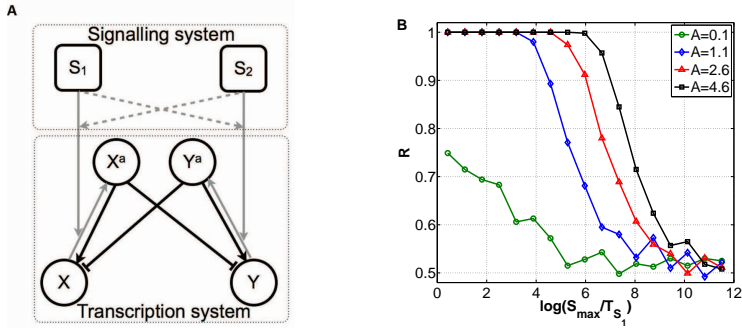 A
Signalling system
S1
S2
Xa
Ya
X
Y
Transcription system
B
A=0.1
A=1.1
A=2.6
A=4.6
1
0.9
0.8
0.7
0.6
0.5
R
0
2
4
6
8
10
12
log(Smax/TS1)